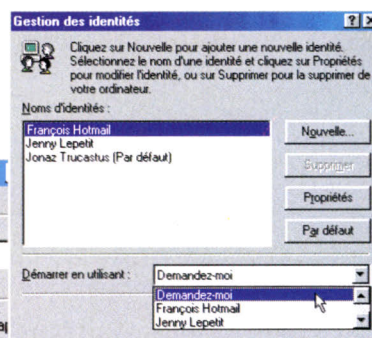 Gestion des identités
Cliquez sur Nouvelle pour ajouter une nouvelle identité.
Sélectionnez le nom d'une identité et cliquez sur Propriétés
pour modifier l'identité, ou sur Supprimer pour la supprimer de
votre ordinateur.
Noms d'identités :
François Hotmail
Jenny Lepetit
Jonaz Trucastus (Par défaut)
Nouvelle...
Supprimer
Propriétés
Par défaut
Démarrer en utilisant :
Demandez-moi
Demandez-moi
François Hotmail
Jenny Lepetit